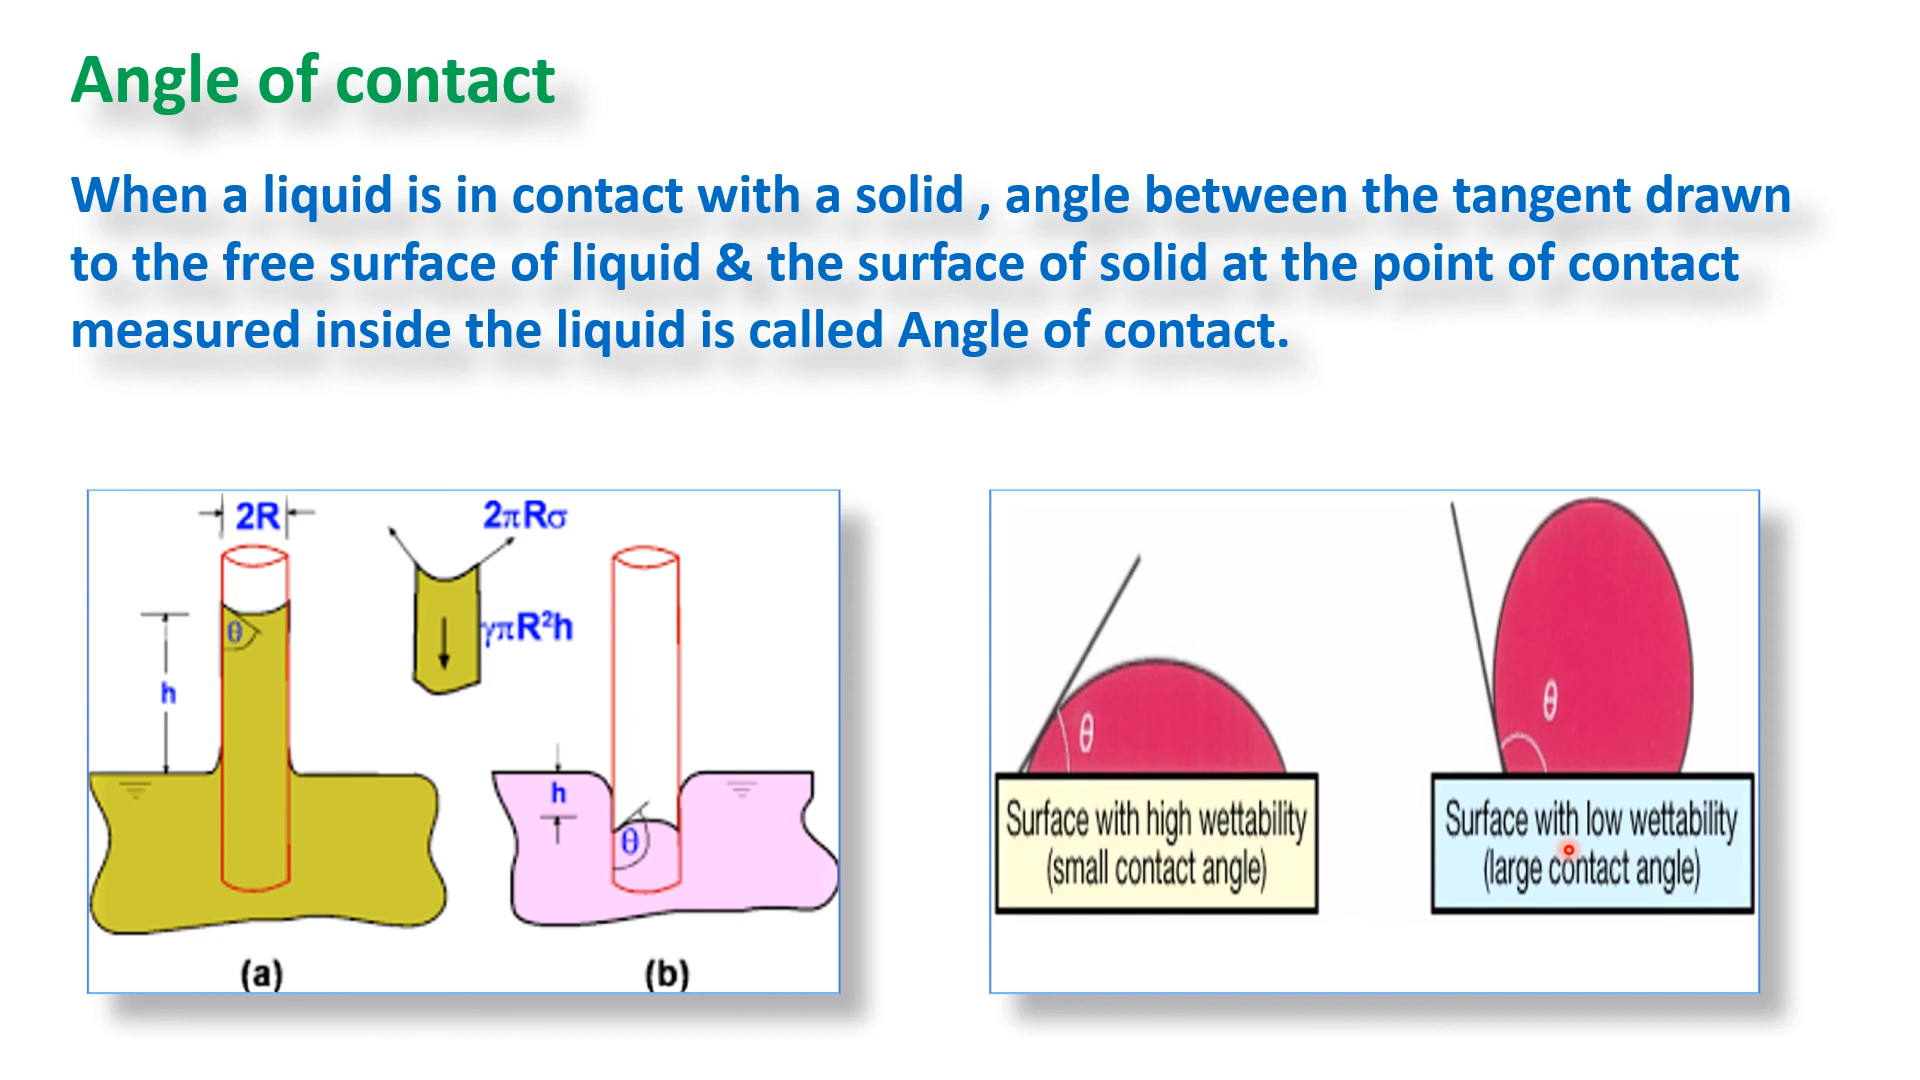 Angle of contact
When a liquid is in contact with a solid , angle between the tangent drawn
to the free surface of liquid & the surface of solid at the point of contact
measured inside the liquid is called Angle of contact.
2R
2πRσ
θ
γπR²h
h
h
θ
(a)
(b)
θ
θ
Surface with high wettability
(small contact angle)
Surface with low wettability
(large contact angle)